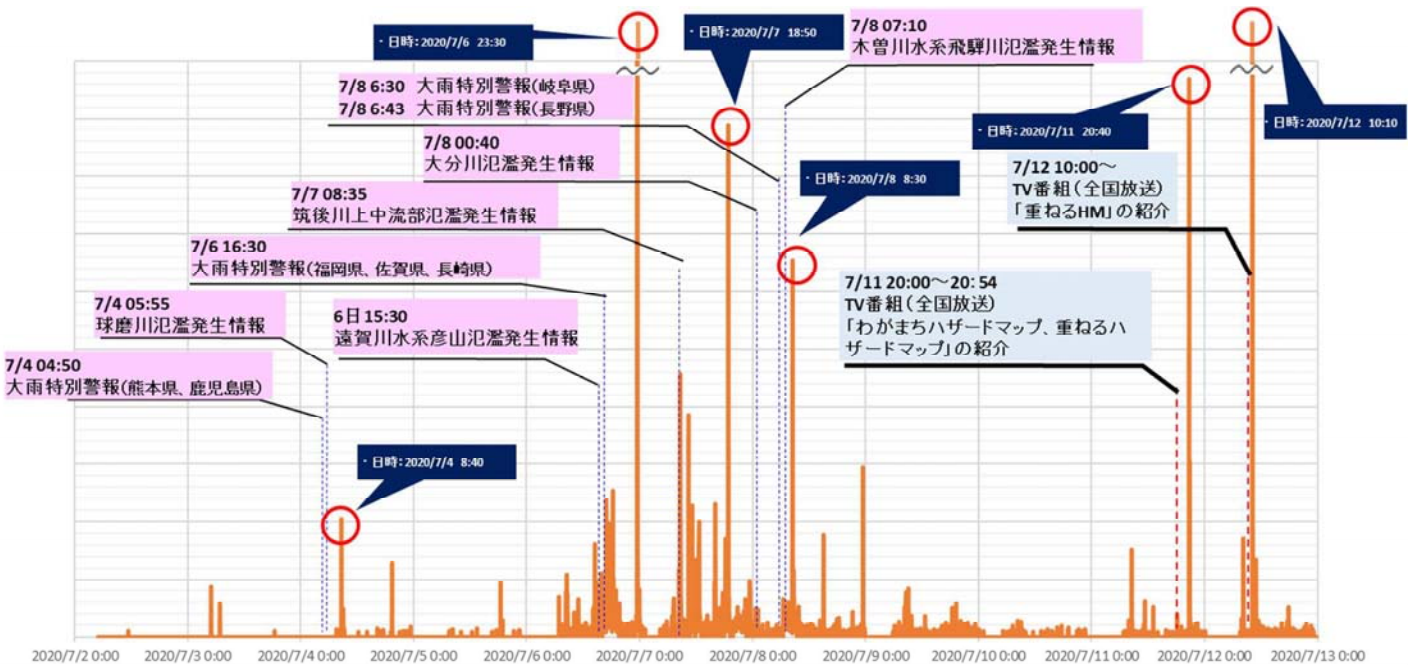 ・日時：2020/7/6 23:30
・日時：2020/7/7 18:50
7/8 07:10
木曽川水系飛騨川氾濫発生情報
7/8 6:30 大雨特別警報(岐阜県)
7/8 6:43 大雨特別警報(長野県)
・日時：2020/7/11 20:40
・日時：2020/7/12 10:10
7/8 00:40
大分川氾濫発生情報
・日時：2020/7/8 8:30
7/12 10:00～
TV番組（全国放送）
「重ねるHM」の紹介
7/7 08:35
筑後川上中流部氾濫発生情報
7/6 16:30
大雨特別警報(福岡県、佐賀県、長崎県)
7/11 20:00～20：54
TV番組（全国放送）
「わがまちハザードマップ、重ねるハ
ザードマップ」の紹介
7/4 05:55
球磨川氾濫発生情報
6日 15:30
遠賀川水系彦山氾濫発生情報
7/4 04:50
大雨特別警報(熊本県、鹿児島県)
・日時：2020/7/4 8:40
2020/7/2 0:00 2020/7/3 0:00 2020/7/4 0:00 2020/7/5 0:00 2020/7/6 0:00 2020/7/7 0:00 2020/7/8 0:00 2020/7/9 0:00 2020/7/10 0:00 2020/7/11 0:00 2020/7/12 0:00 2020/7/13 0:00